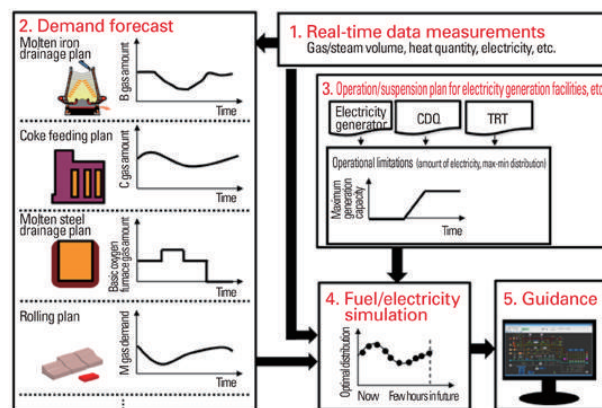 2. Demand forecast
Molten iron
drainage plan
B gas amount
Time
Coke feeding plan
C gas amount
Time
Molten steel
drainage plan
Basic oxygen
furnace gas amount
Time
Rolling plan
M gas demand
Time
1. Real-time data measurements
Gas/steam volume, heat quantity, electricity, etc.
3. Operation/suspension plan for electricity generation facilities, etc
Electricity
generator
CDQ
TRT
Operational limitations (amount of electricity, max-min distribution)
Maximum
generation
capacity
Time
4. Fuel/electricity
simulation
Optimal distribution
Now
Few hours in future
5. Guidance